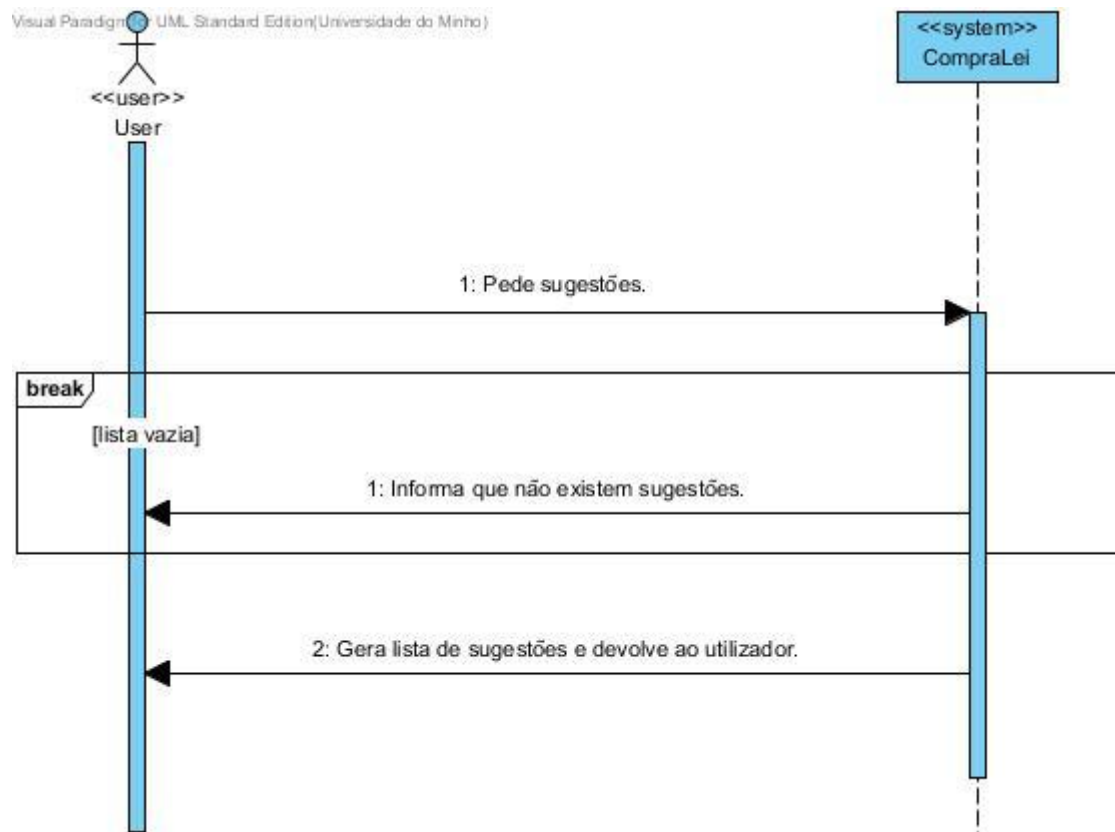 Visual Paradigm for UML Standard Edition(Universidade do Minho)
<<system>>
CompraLei
<<user>>
User
1: Pede sugestões.
break
[lista vazia]
1: Informa que não existem sugestões.
2: Gera lista de sugestões e devolve ao utilizador.